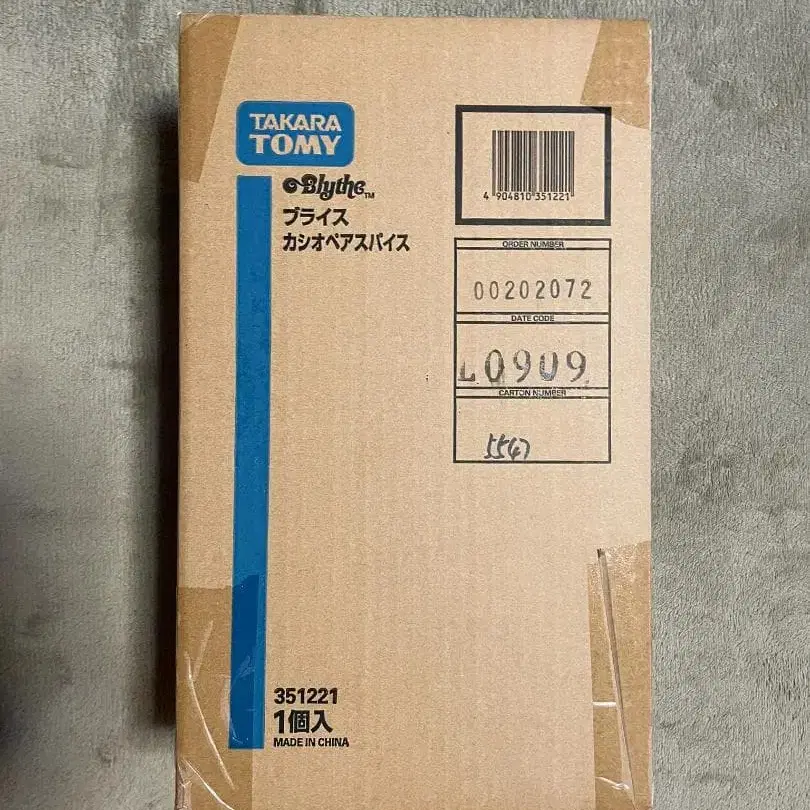 TAKARA
TOMY
Blythe™
ブライス
カシオペアスパイス
4 904810 351221
ORDER NUMBER
00202072
DATE CODE
L0909
CARTON NUMBER
5567
351221
1個入
MADE IN CHINA